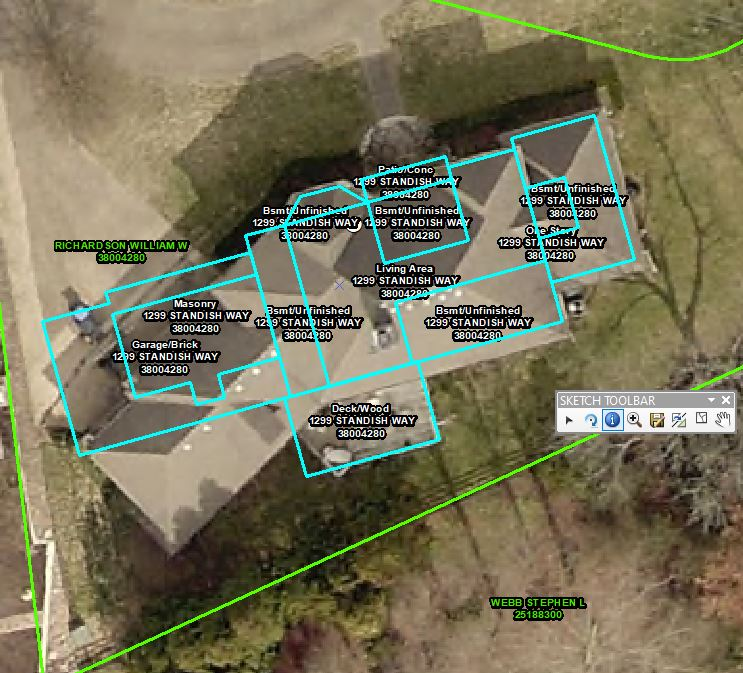 Patio/Conc
1299 STANDISH WAY
38004280
Bsmt/Unfinished
1299 STANDISH WAY
38004280
Bsmt/Unfinished
1299 STANDISH WAY
38004280
Bsmt/Unfinished
1299 STANDISH WAY
38004280
One Story
1299 STANDISH WAY
38004280
RICHARDSON WILLIAM W
38004280
Living Area
1299 STANDISH WAY
38004280
Masonry
1299 STANDISH WAY
38004280
Bsmt/Unfinished
1299 STANDISH WAY
38004280
Bsmt/Unfinished
1299 STANDISH WAY
38004280
Garage/Brick
1299 STANDISH WAY
38004280
Deck/Wood
1299 STANDISH WAY
38004280
SKETCH TOOLBAR
WEBB STEPHEN L
25188300